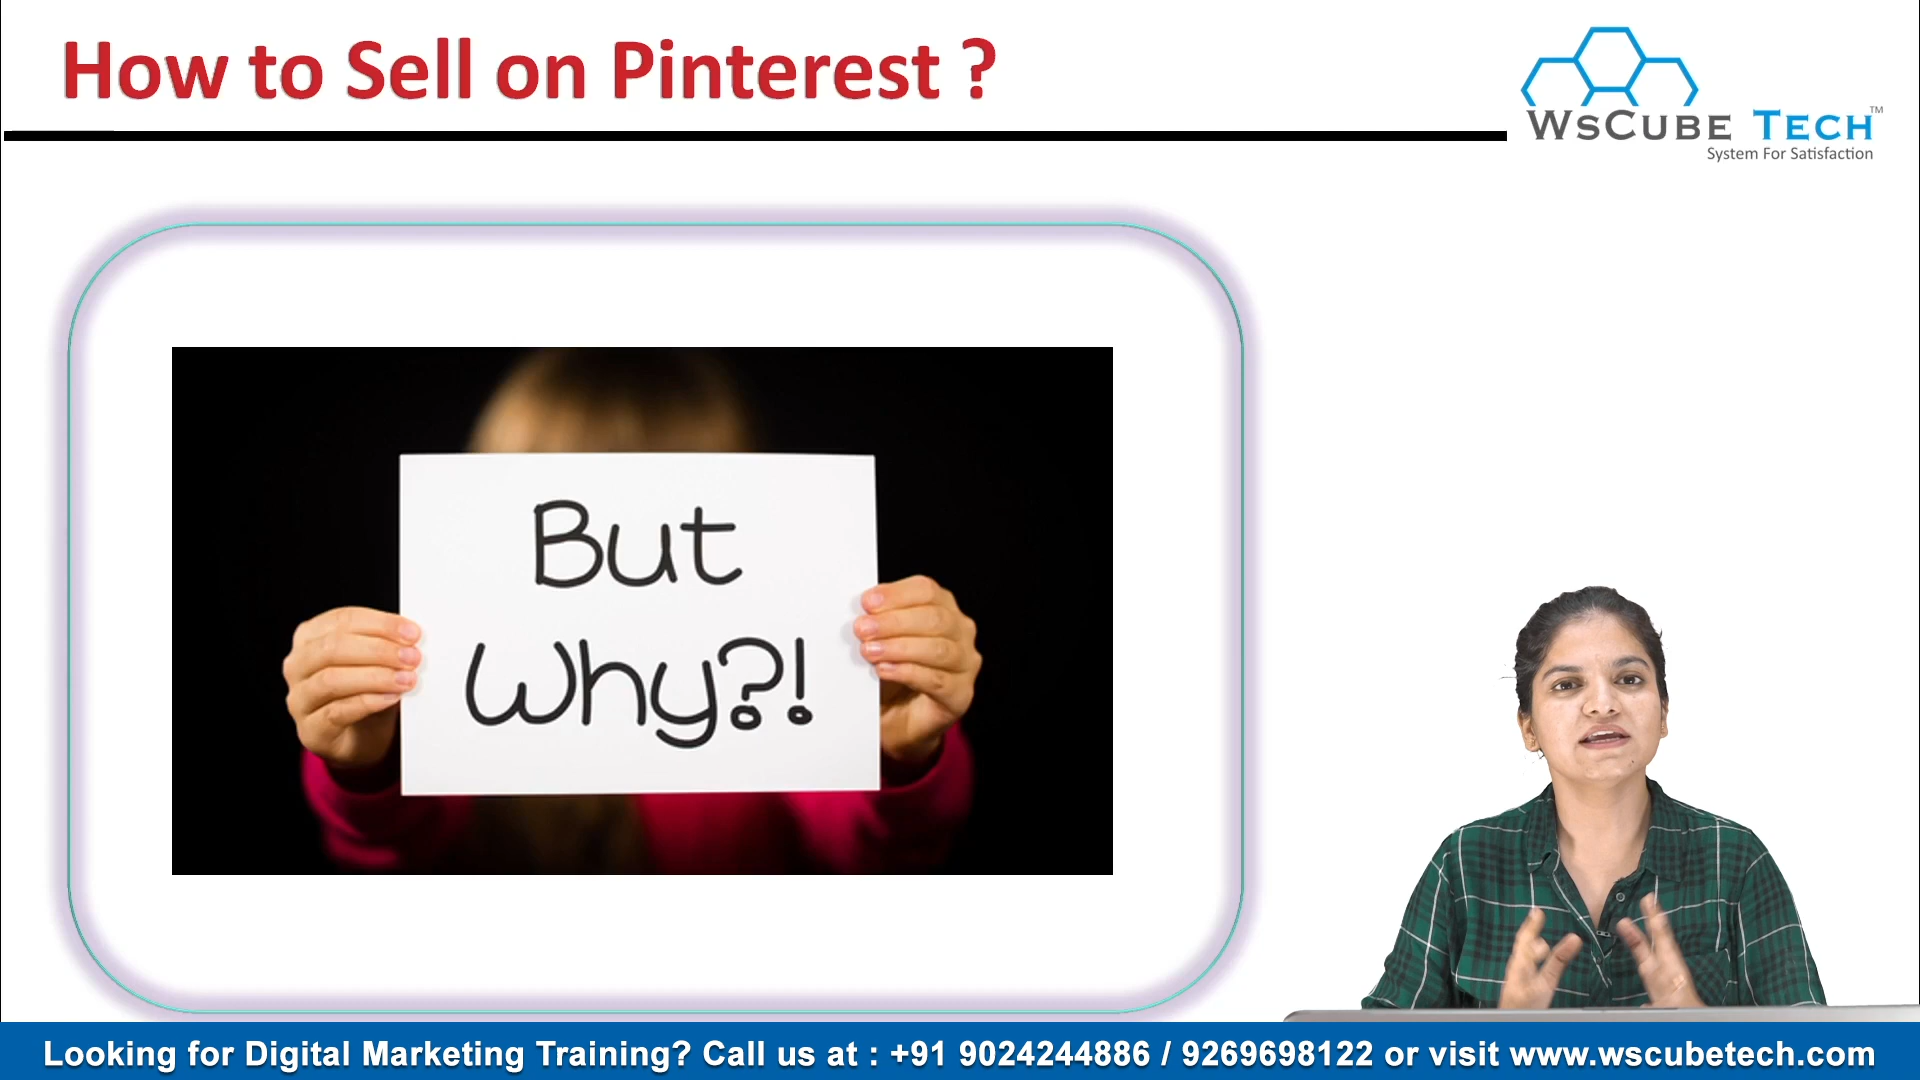 How to Sell on Pinterest ?
WsCube Tech™
System For Satisfaction
But
Why?!
Looking for Digital Marketing Training? Call us at : +91 9024244886 / 9269698122 or visit www.wscubetech.com